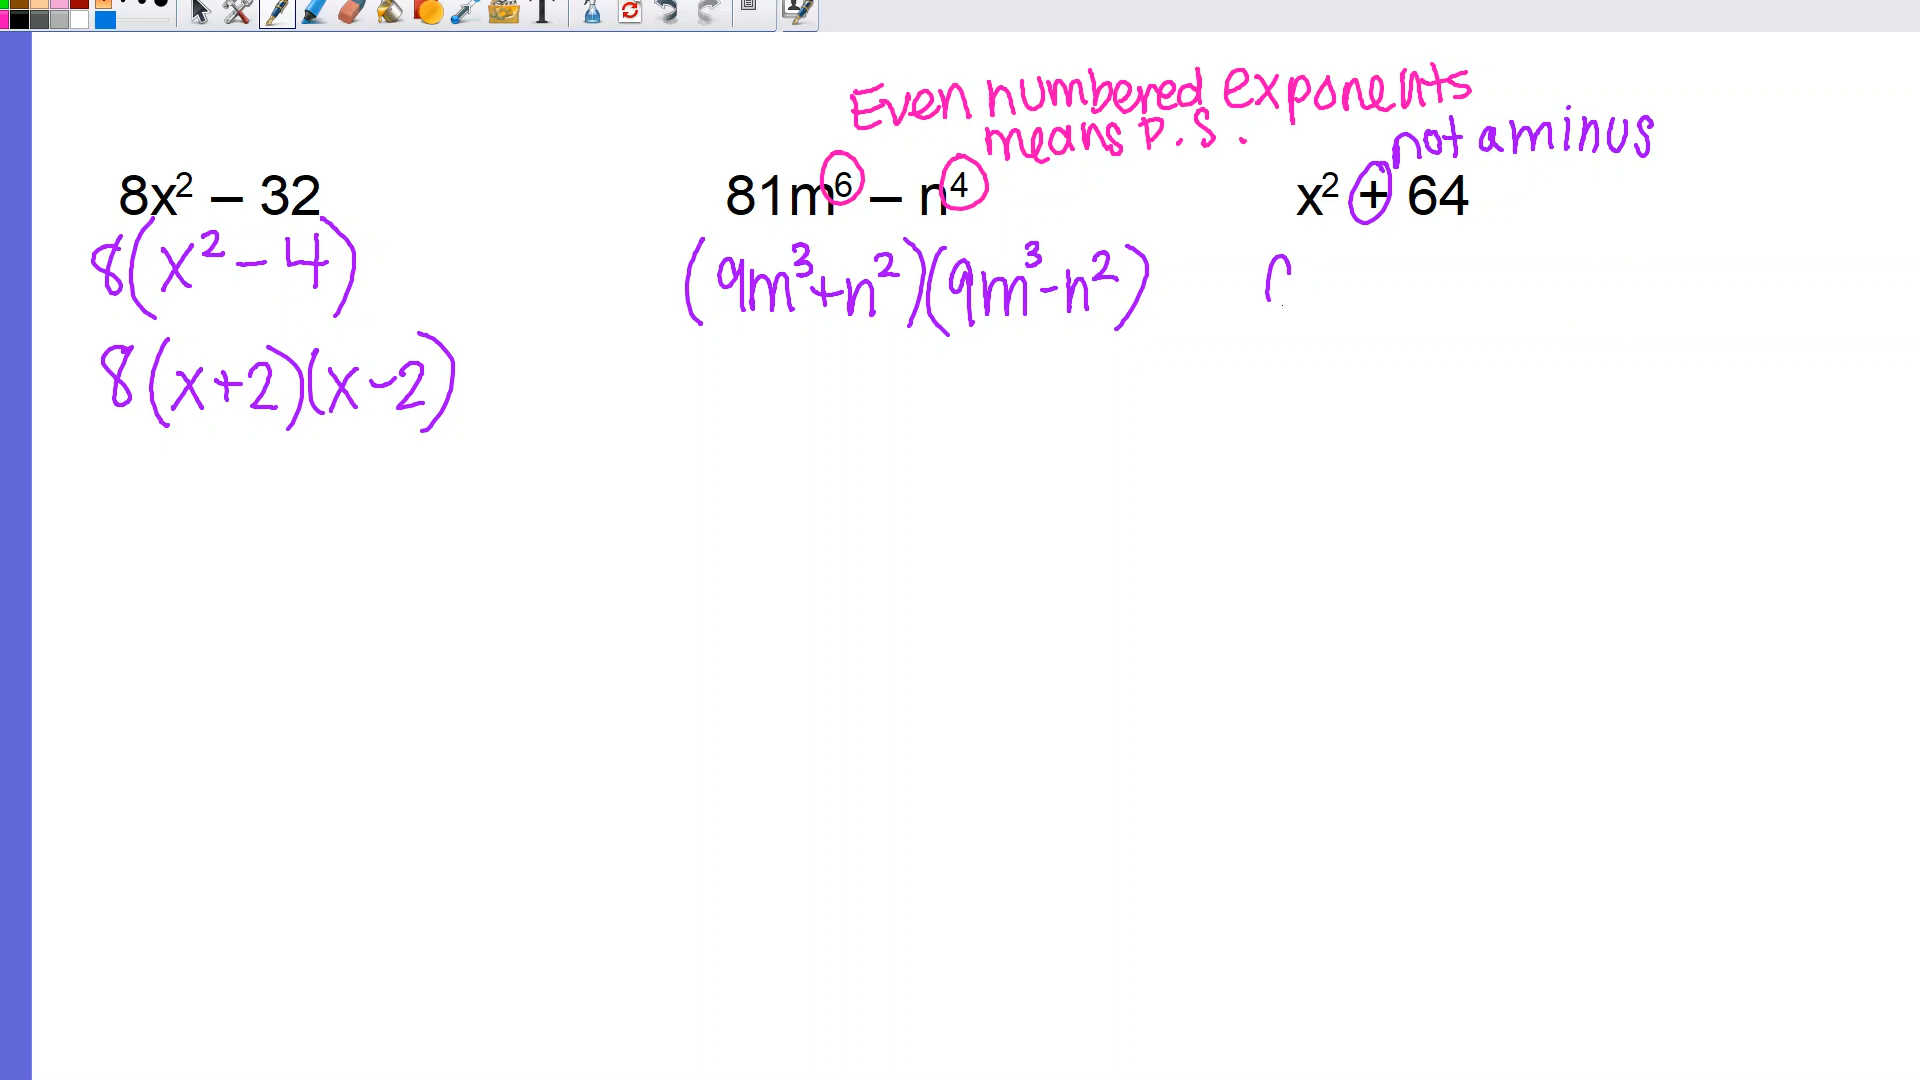 Even numbered exponents
means P.S.
not a minus
8x² – 32
81m⁶ – n⁴
x² + 64
8(x² - 4)
(9m³+n²)(9m³-n²)
8(x+2)(x-2)